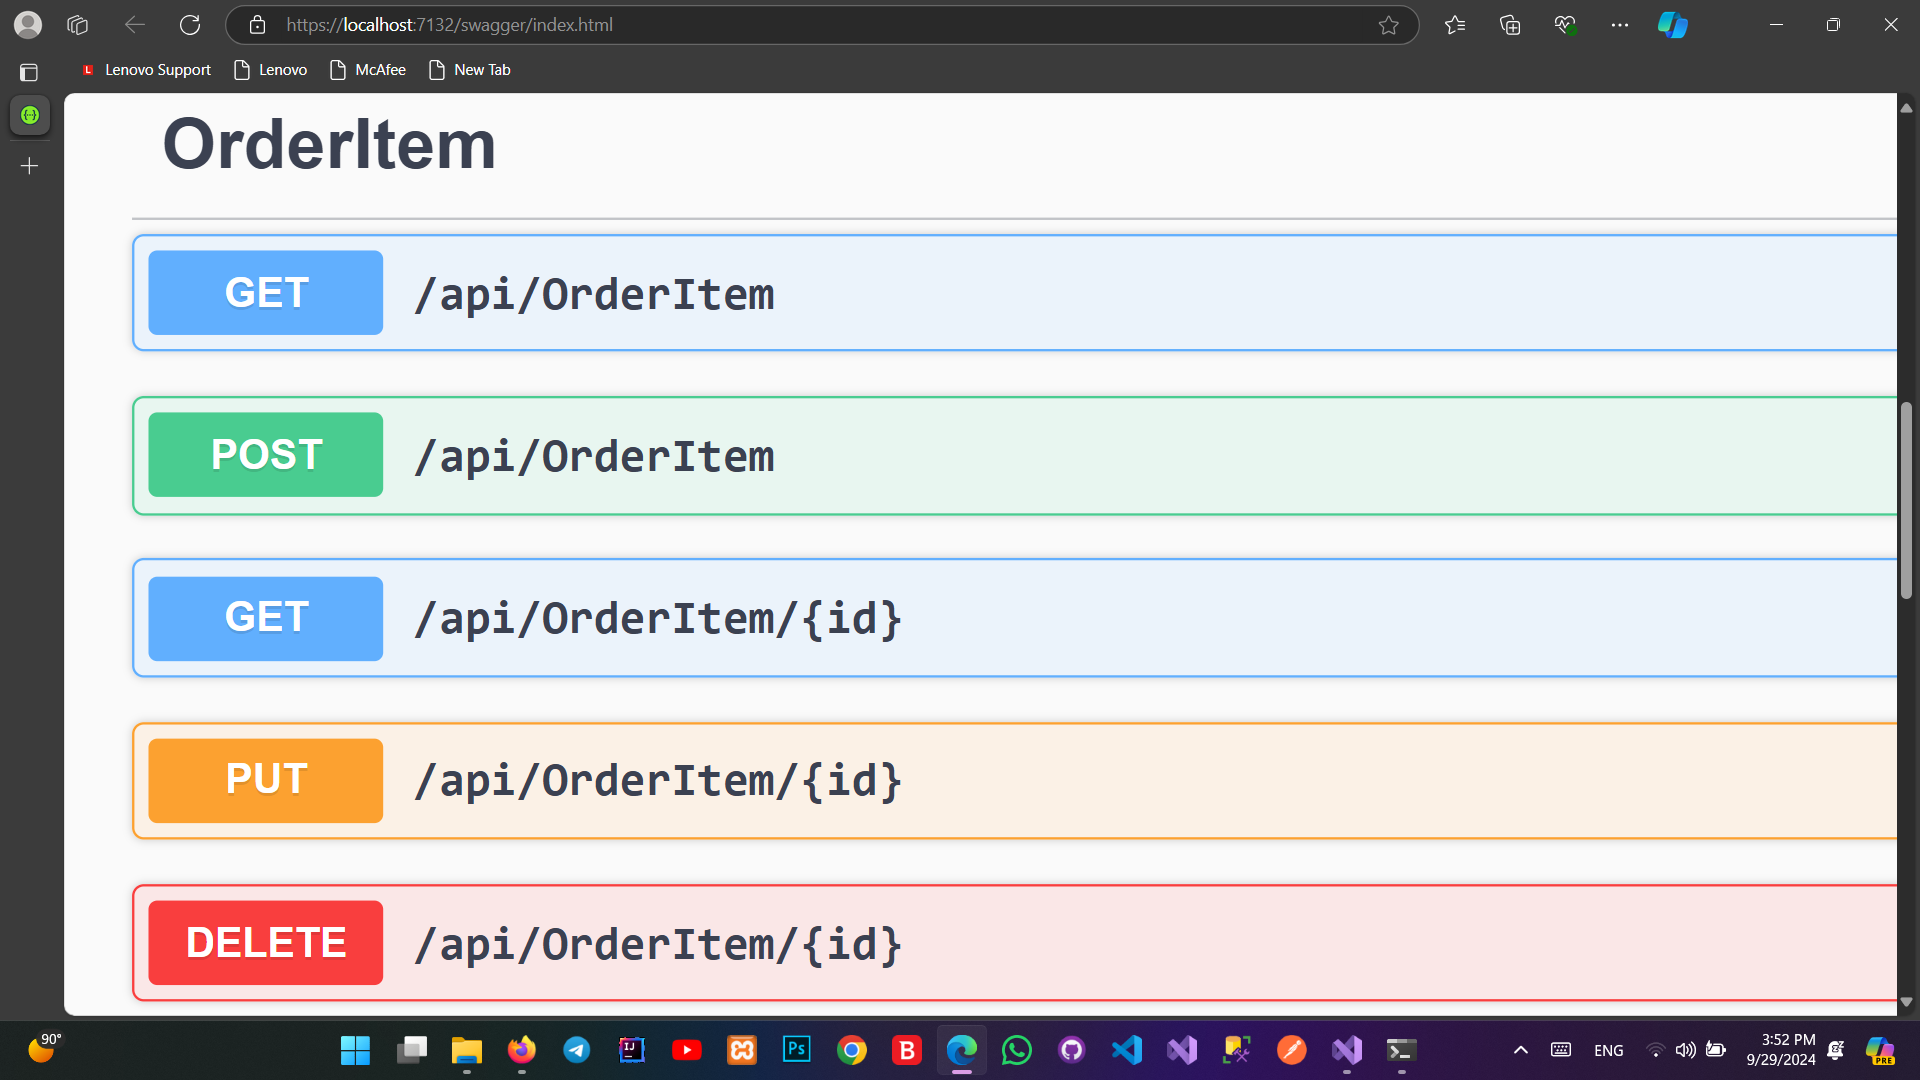 https://localhost:7132/swagger/index.html
Lenovo Support
Lenovo
McAfee
New Tab
OrderItem
GET /api/OrderItem
POST /api/OrderItem
GET /api/OrderItem/{id}
PUT /api/OrderItem/{id}
DELETE /api/OrderItem/{id}
90°
ENG
3:52 PM
9/29/2024
PRE